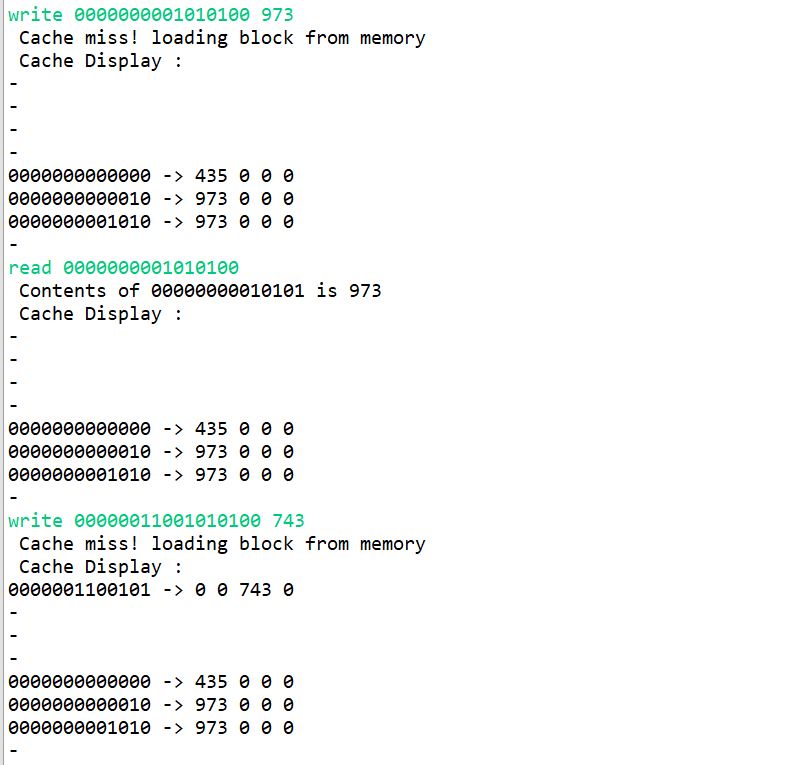 write 0000000001010100 973
Cache miss! loading block from memory
Cache Display :
-
-
-
-
0000000000000 -> 435 0 0 0
0000000000010 -> 973 0 0 0
0000000001010 -> 973 0 0 0
-
read 0000000001010100
Contents of 00000000010101 is 973
Cache Display :
-
-
-
-
0000000000000 -> 435 0 0 0
0000000000010 -> 973 0 0 0
0000000001010 -> 973 0 0 0
-
write 00000011001010100 743
Cache miss! loading block from memory
Cache Display :
0000001100101 -> 0 0 743 0
-
-
-
0000000000000 -> 435 0 0 0
0000000000010 -> 973 0 0 0
0000000001010 -> 973 0 0 0
-